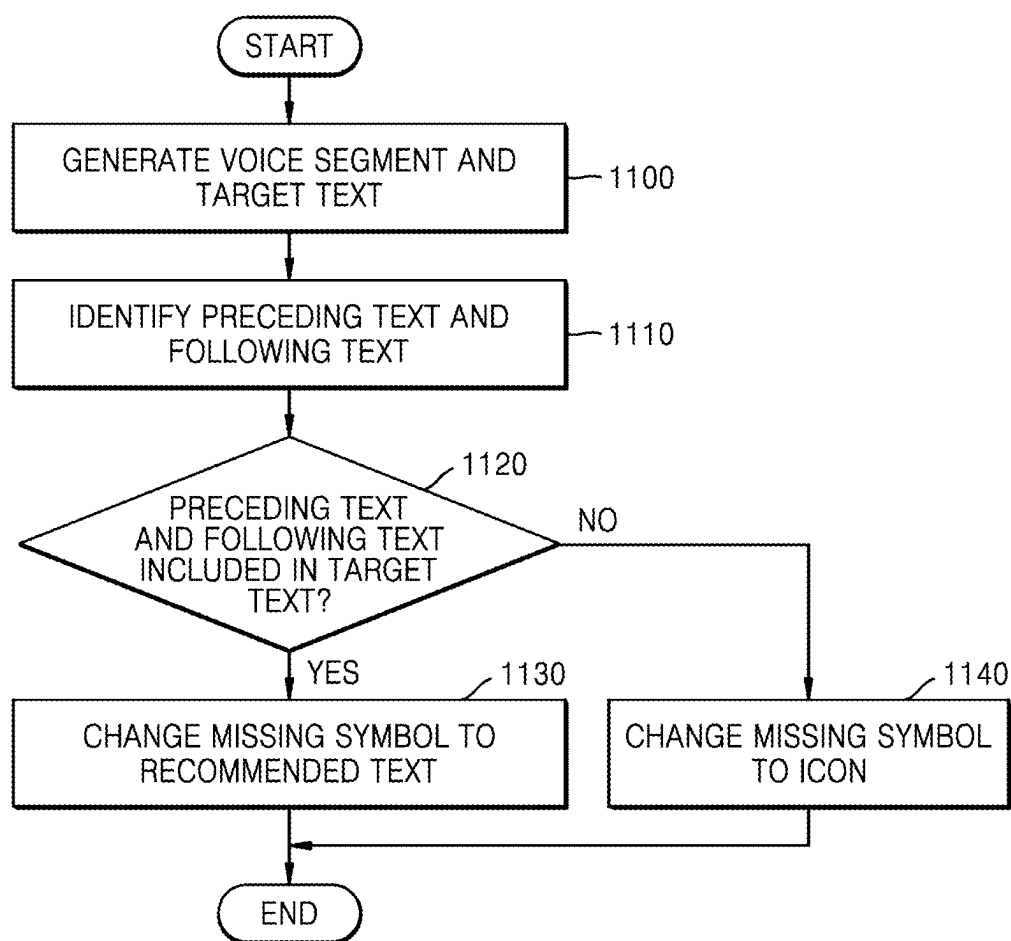 START
GENERATE VOICE SEGMENT AND
TARGET TEXT
1100
IDENTIFY PRECEDING TEXT AND
FOLLOWING TEXT
1110
1120
PRECEDING TEXT
AND FOLLOWING TEXT
INCLUDED IN TARGET
TEXT?
NO
YES
1130
CHANGE MISSING SYMBOL TO
RECOMMENDED TEXT
1140
CHANGE MISSING SYMBOL
TO ICON
END